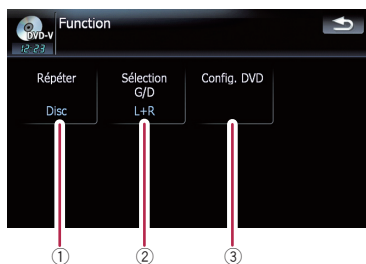 Function
DVD-V
12:23
Répéter
Sélection
G/D
Config. DVD
Disc
L+R
① ② ③